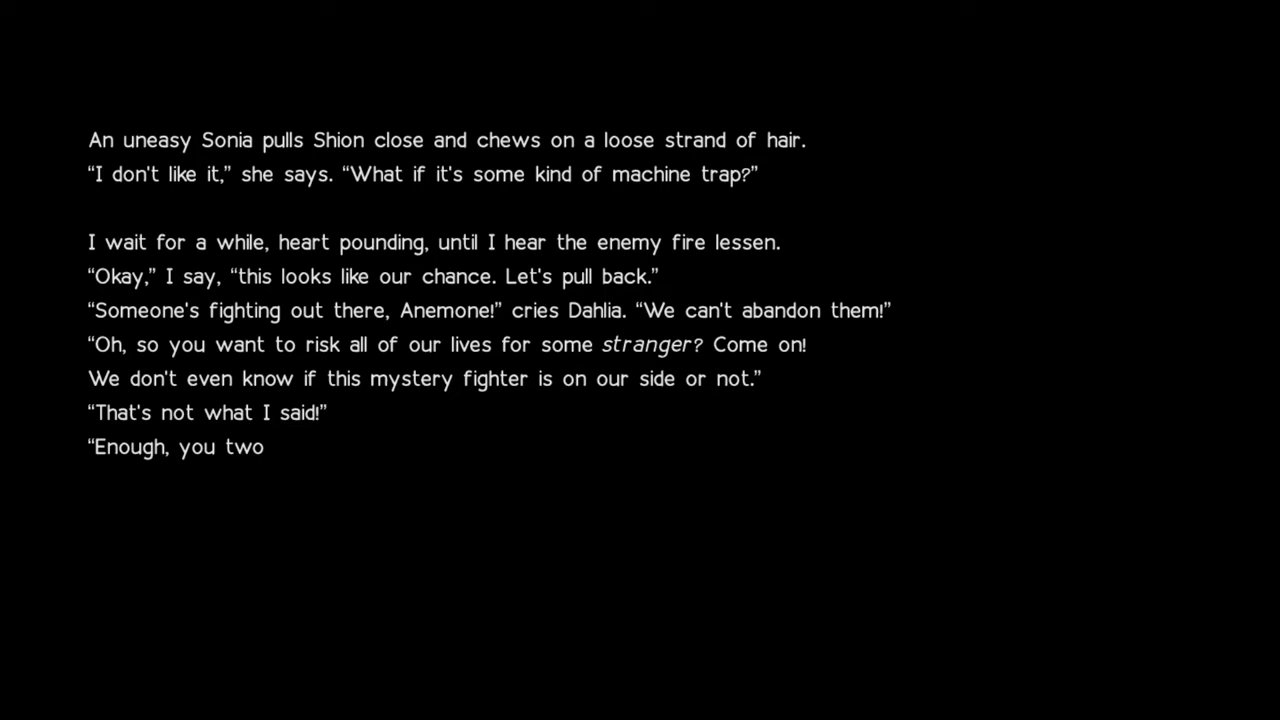 An uneasy Sonia pulls Shion close and chews on a loose strand of hair.
“I don't like it,” she says. “What if it's some kind of machine trap?”
I wait for a while, heart pounding, until I hear the enemy fire lessen.
“Okay,” I say, “this looks like our chance. Let's pull back.”
“Someone's fighting out there, Anemone!” cries Dahlia. “We can't abandon them!”
“Oh, so you want to risk all of our lives for some stranger? Come on!
We don't even know if this mystery fighter is on our side or not.”
“That's not what I said!”
“Enough, you two